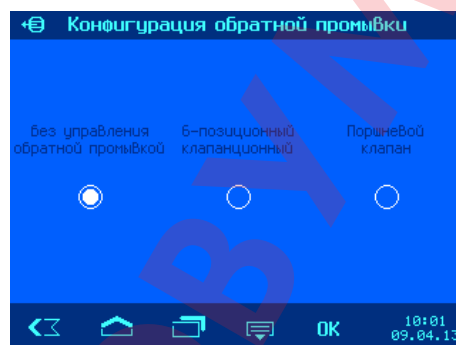 Конфигурация обратной промывки
без управления
обратной промывкой
6-позиционный
клапанционный
Поршневой
клапан
OK
10:01
09.04.13